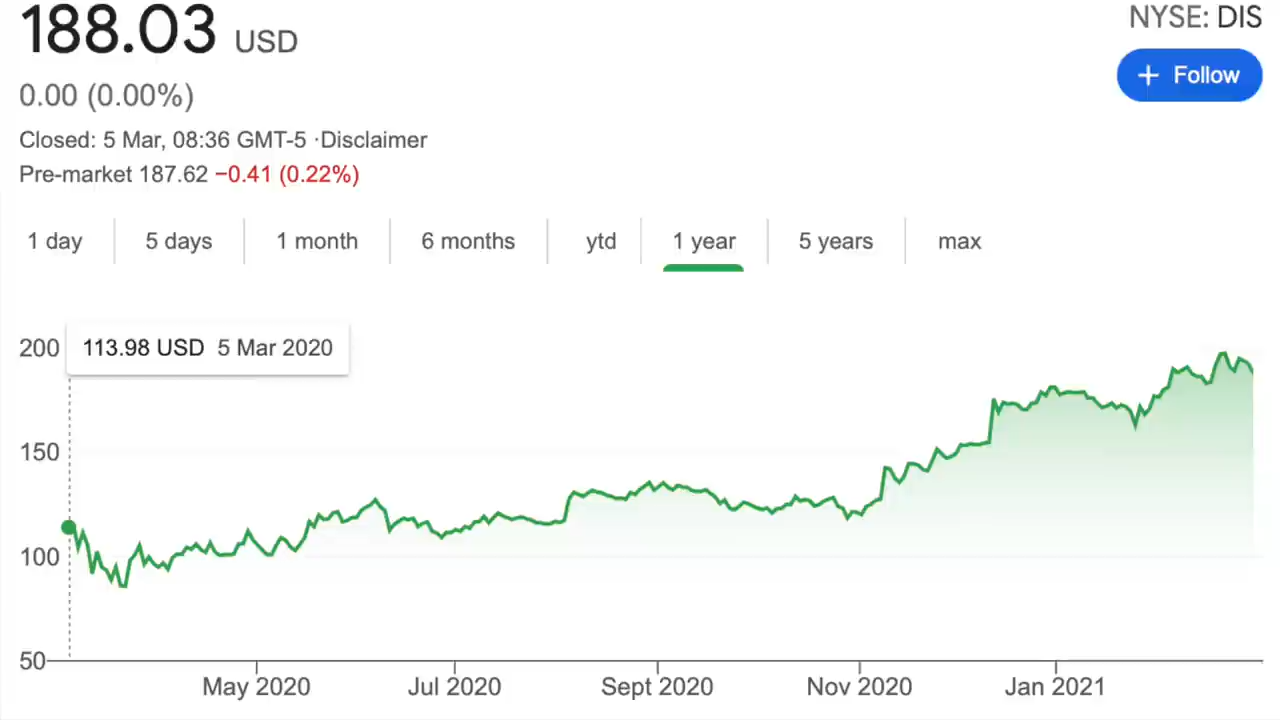 188.03 USD
NYSE: DIS
+ Follow
0.00 (0.00%)
Closed: 5 Mar, 08:36 GMT-5 ·Disclaimer
Pre-market 187.62 −0.41 (0.22%)
1 day 5 days 1 month 6 months ytd 1 year 5 years max
200
113.98 USD 5 Mar 2020
150
100
50
May 2020 Jul 2020 Sept 2020 Nov 2020 Jan 2021